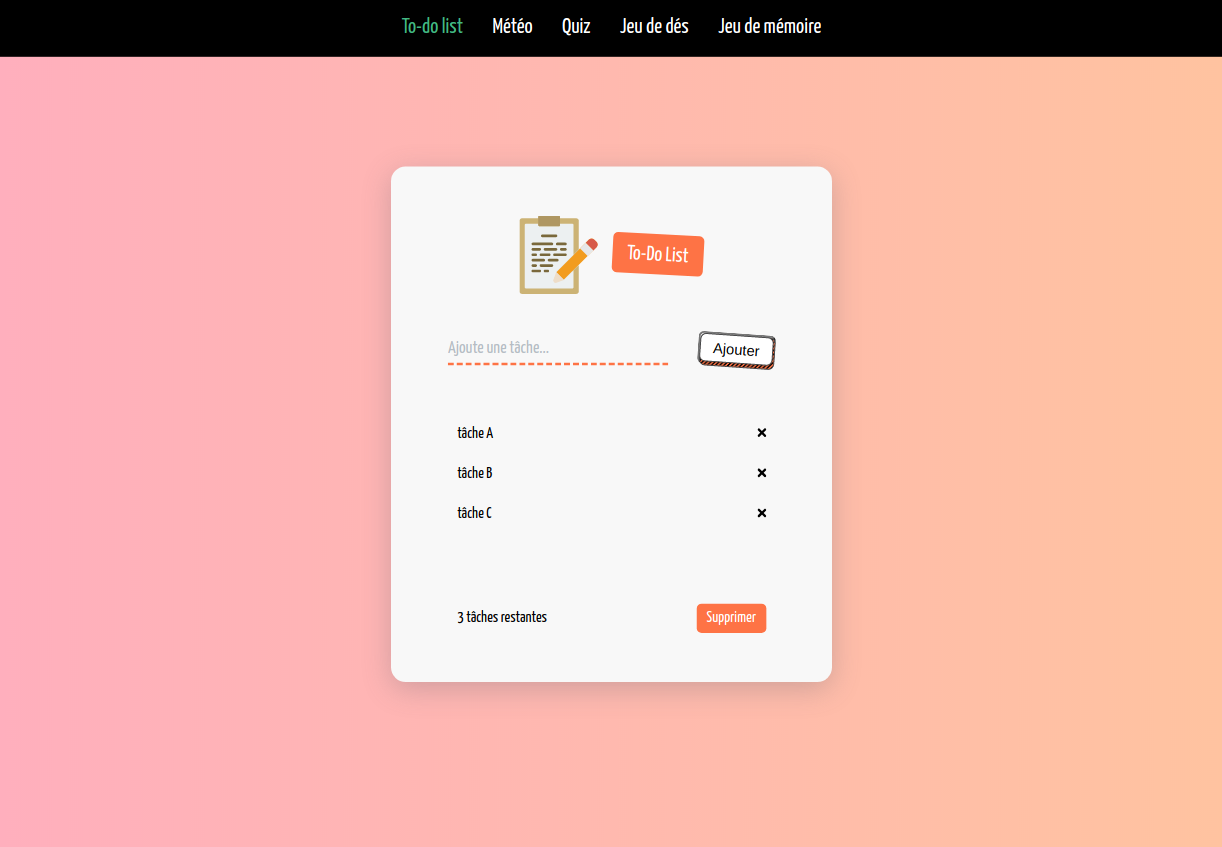 To-do list Météo Quiz Jeu de dés Jeu de mémoire
To-Do List
Ajoute une tâche...
Ajouter
tâche A
tâche B
tâche C
3 tâches restantes
Supprimer